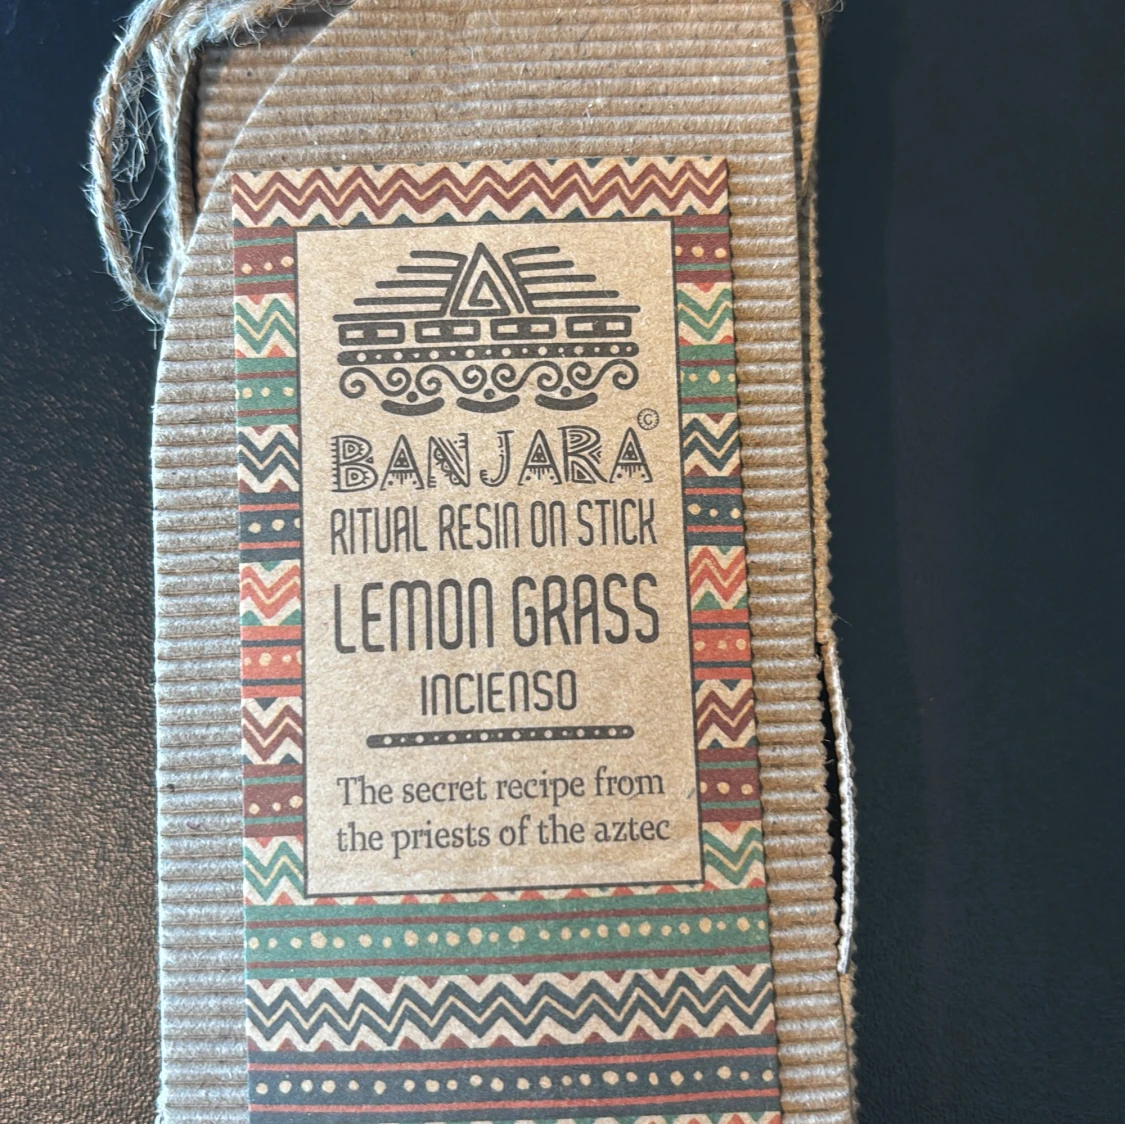 ©
BANJARA
RITUAL RESIN ON STICK
LEMON GRASS
INCIENSO
The secret recipe from
the priests of the aztec